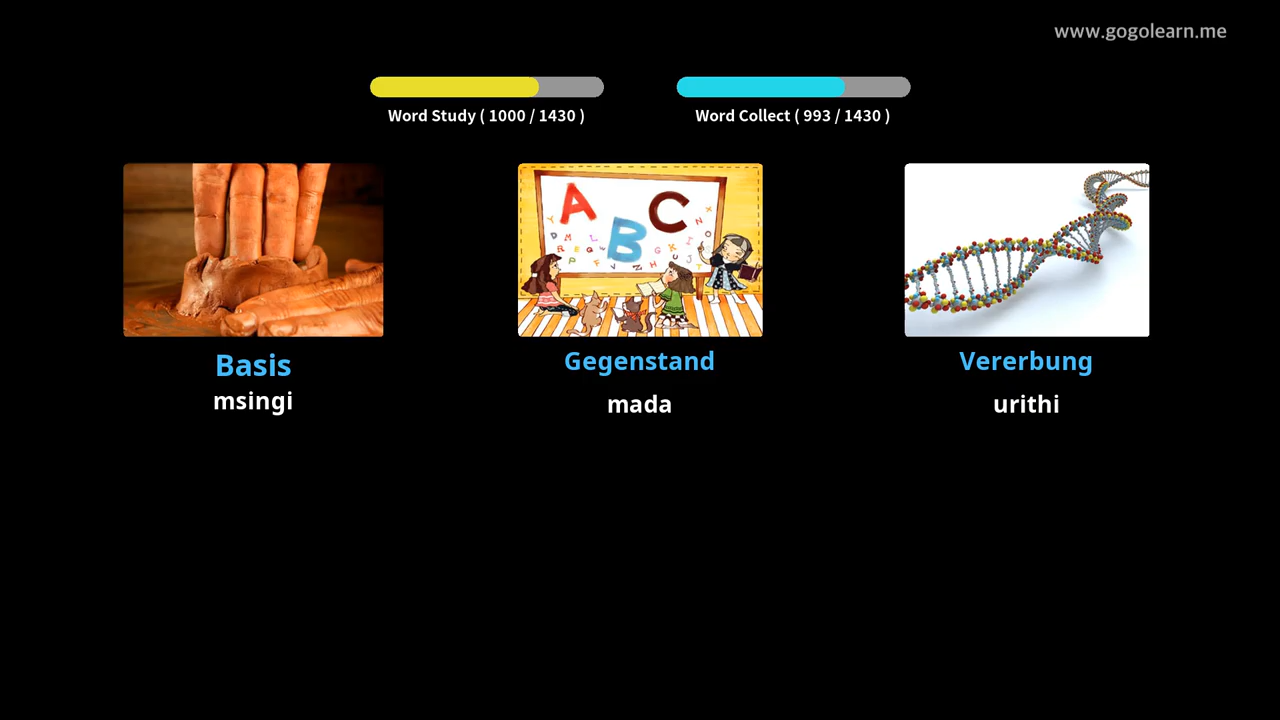 www.gogolearn.me
Word Study ( 1000 / 1430 )
Word Collect ( 993 / 1430 )
A B C
Basis
msingi
Gegenstand
mada
Vererbung
urithi